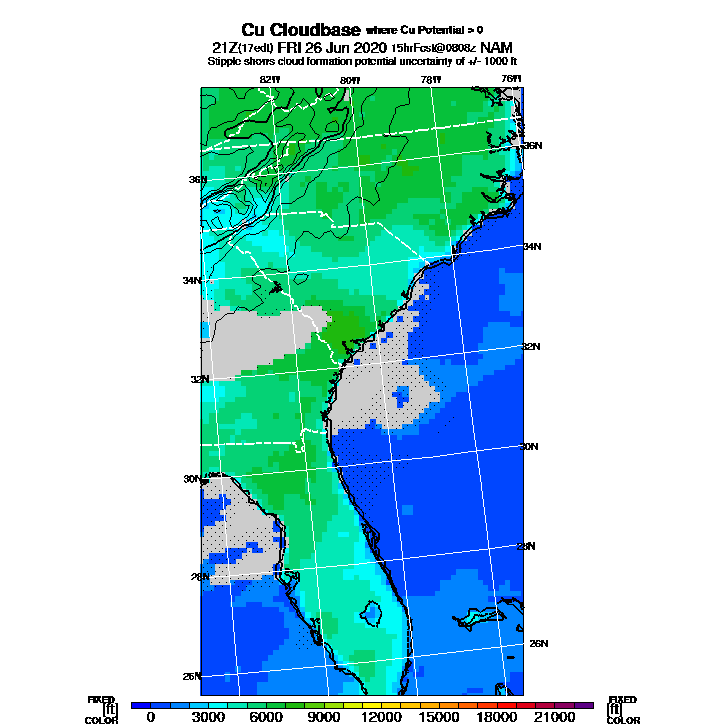 Cu Cloudbase where Cu Potential > 0
21Z(17edt) FRI 26 Jun 2020 15hrFcst@0808z NAM
Stipple shows cloud formation potential uncertainty of +/- 1000 ft
82W 80W 78W 76W
36N
36N
34N
34N
32N
32N
30N
30N
28N
28N
26N
26N
FIXED FIXED
[ft] [ft]
COLOR COLOR
0 3000 6000 9000 12000 15000 18000 21000